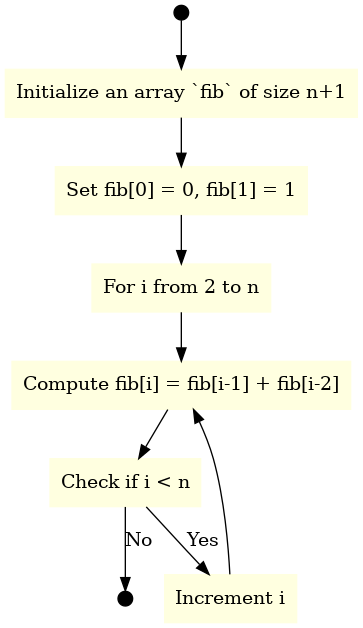 Initialize an array `fib` of size n+1
Set fib[0] = 0, fib[1] = 1
For i from 2 to n
Compute fib[i] = fib[i-1] + fib[i-2]
Check if i < n
No
Yes
Increment i